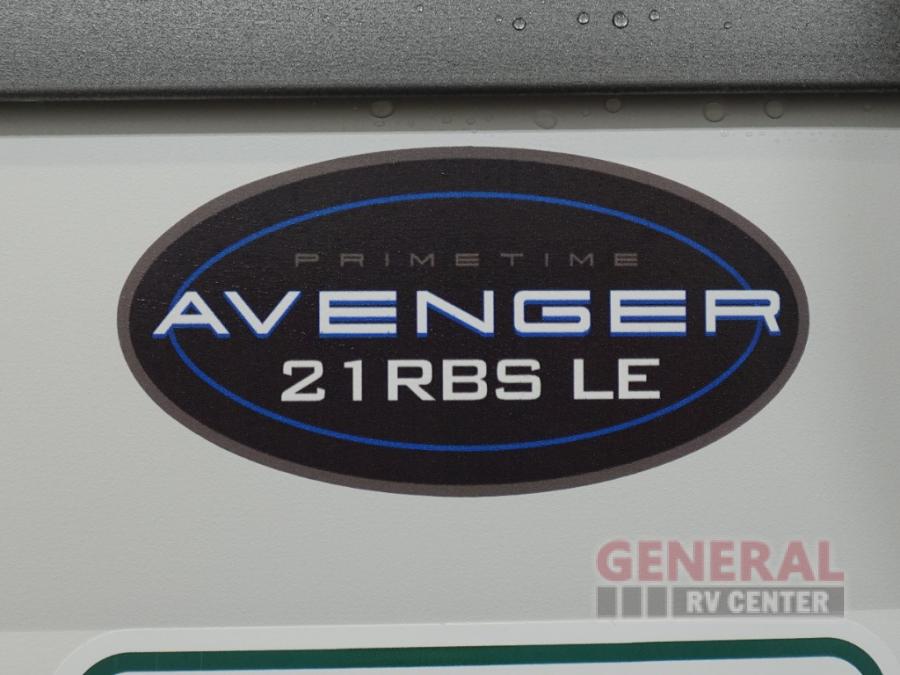 PRIMETIME
AVENGER
21RBS LE
GENERAL
RV CENTER